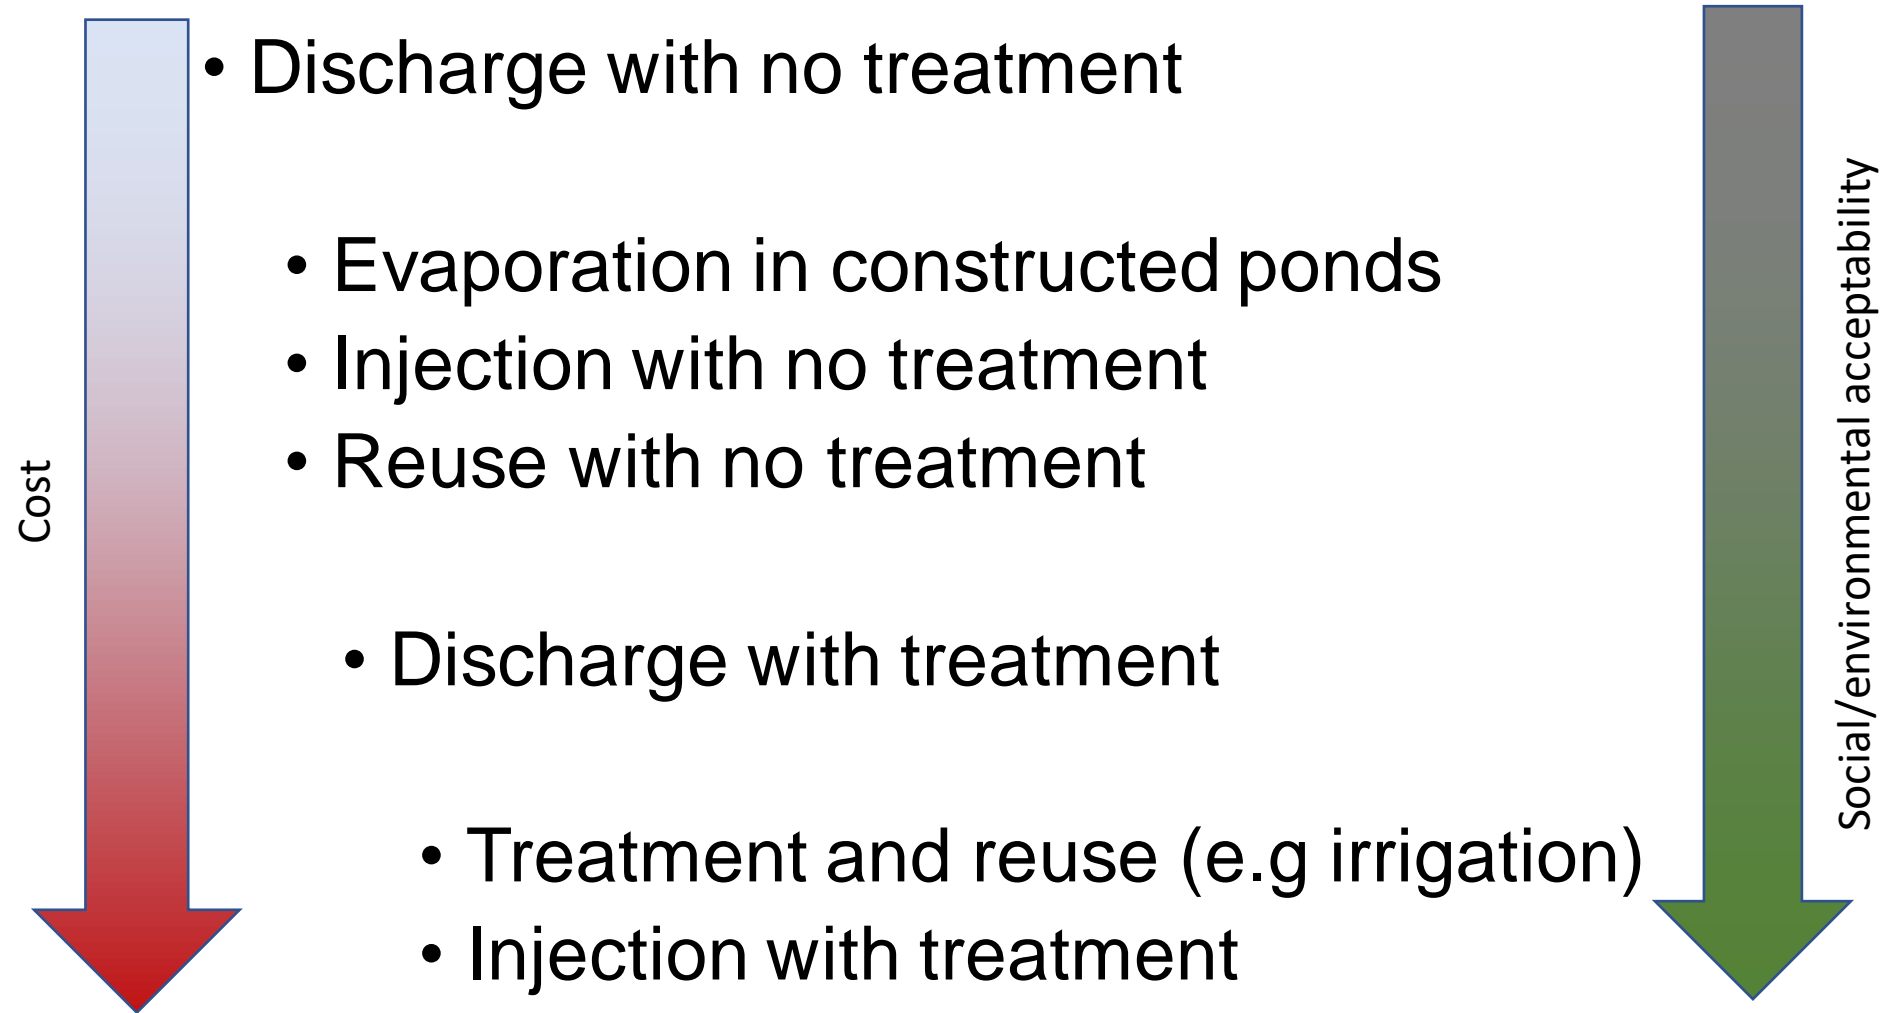 • Discharge with no treatment
• Evaporation in constructed ponds
• Injection with no treatment
• Reuse with no treatment
• Discharge with treatment
• Treatment and reuse (e.g irrigation)
• Injection with treatment
Cost
Social/environmental acceptability